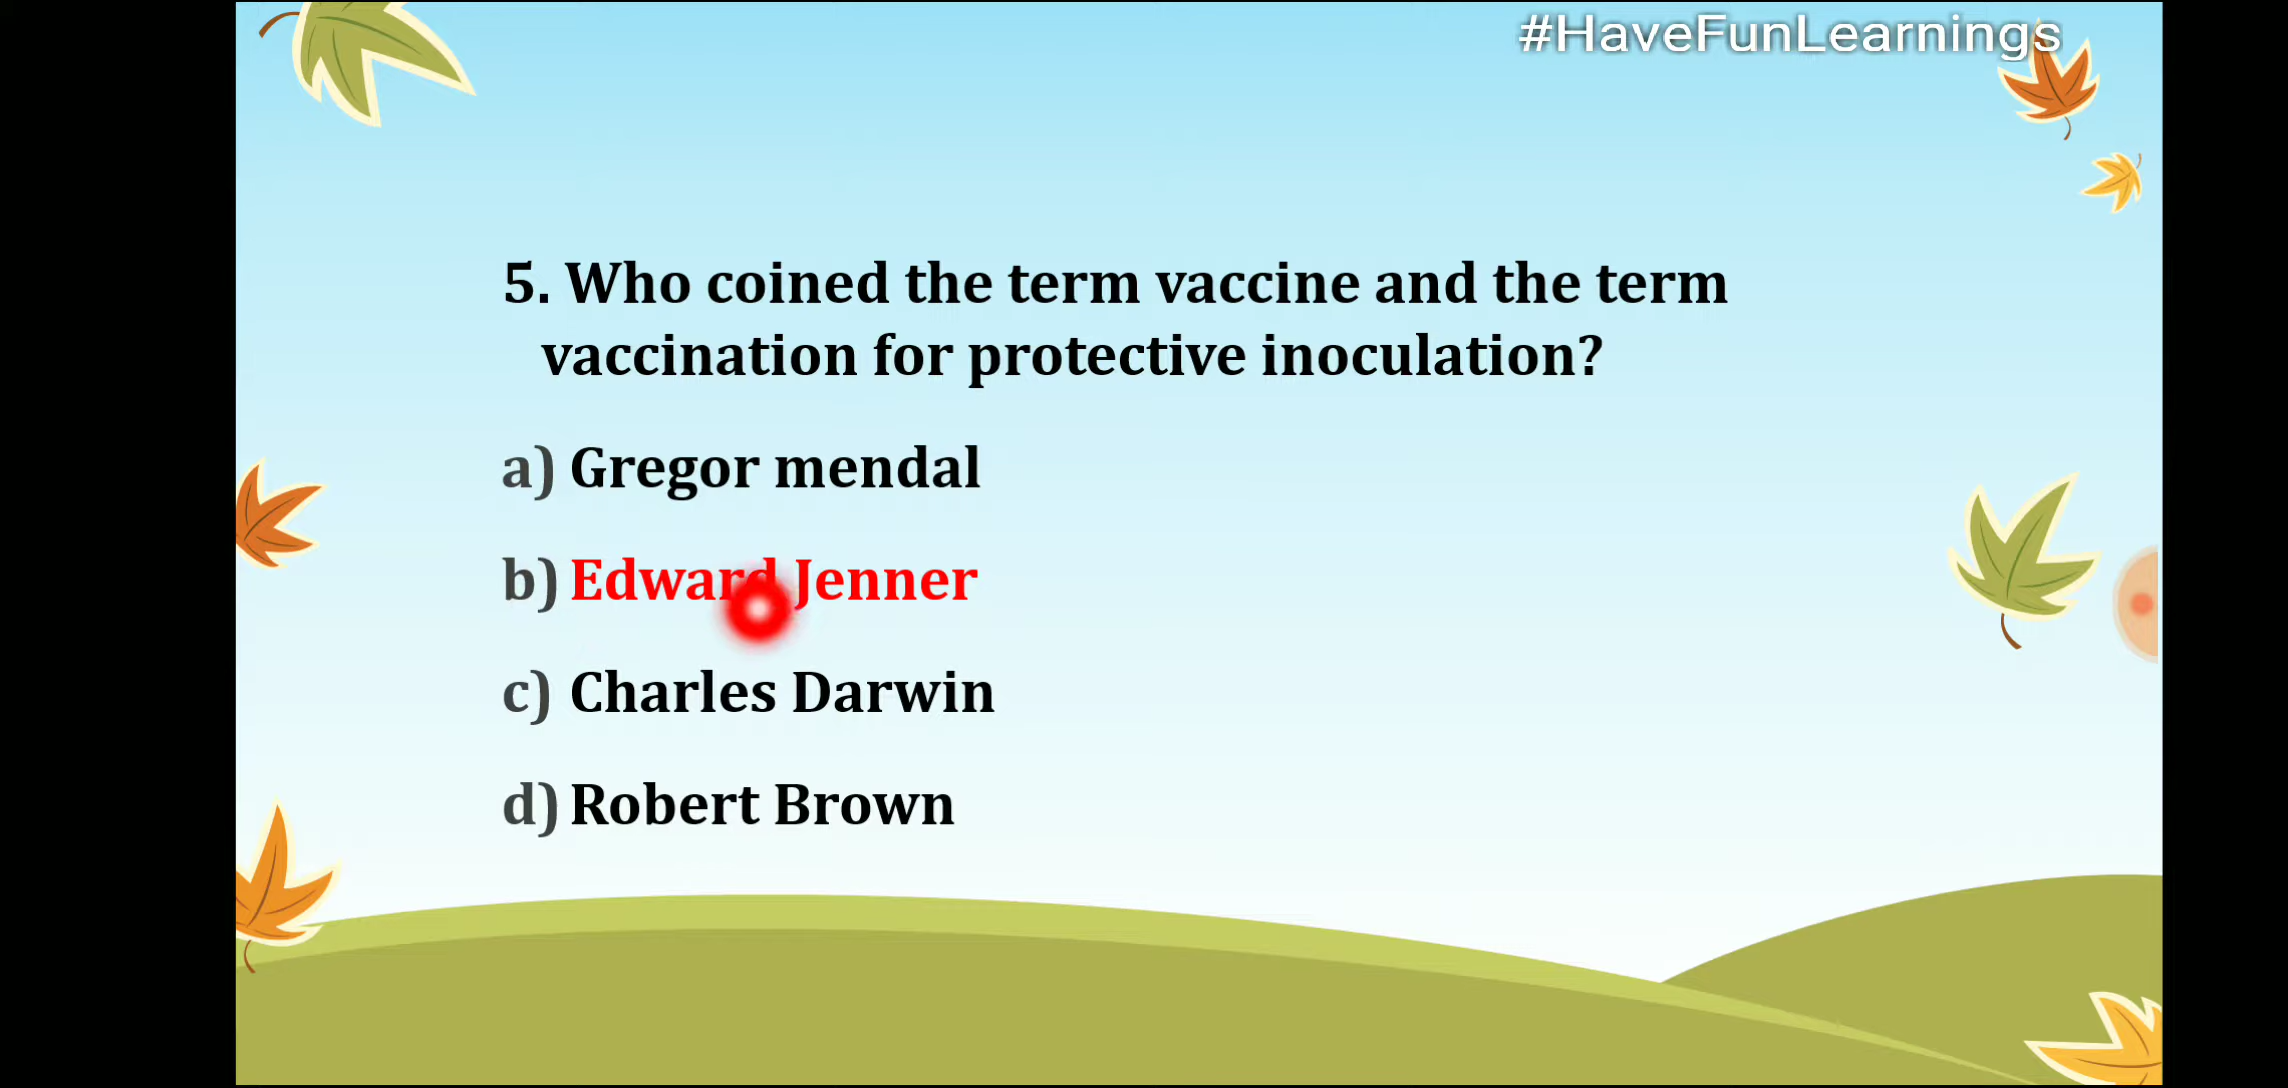 #HaveFunLearnings
5. Who coined the term vaccine and the term
vaccination for protective inoculation?
a) Gregor mendal
b) Edward Jenner
c) Charles Darwin
d) Robert Brown